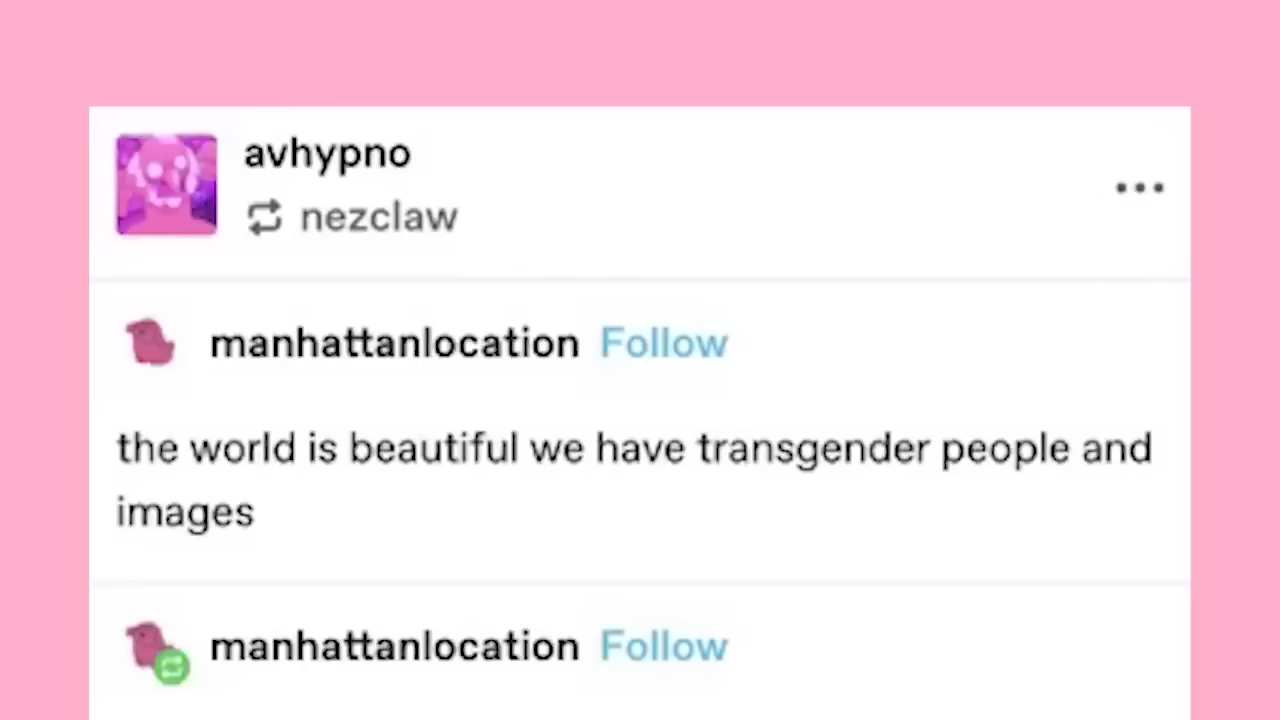 avhypno
nezclaw
manhattanlocation Follow
the world is beautiful we have transgender people and
images
manhattanlocation Follow